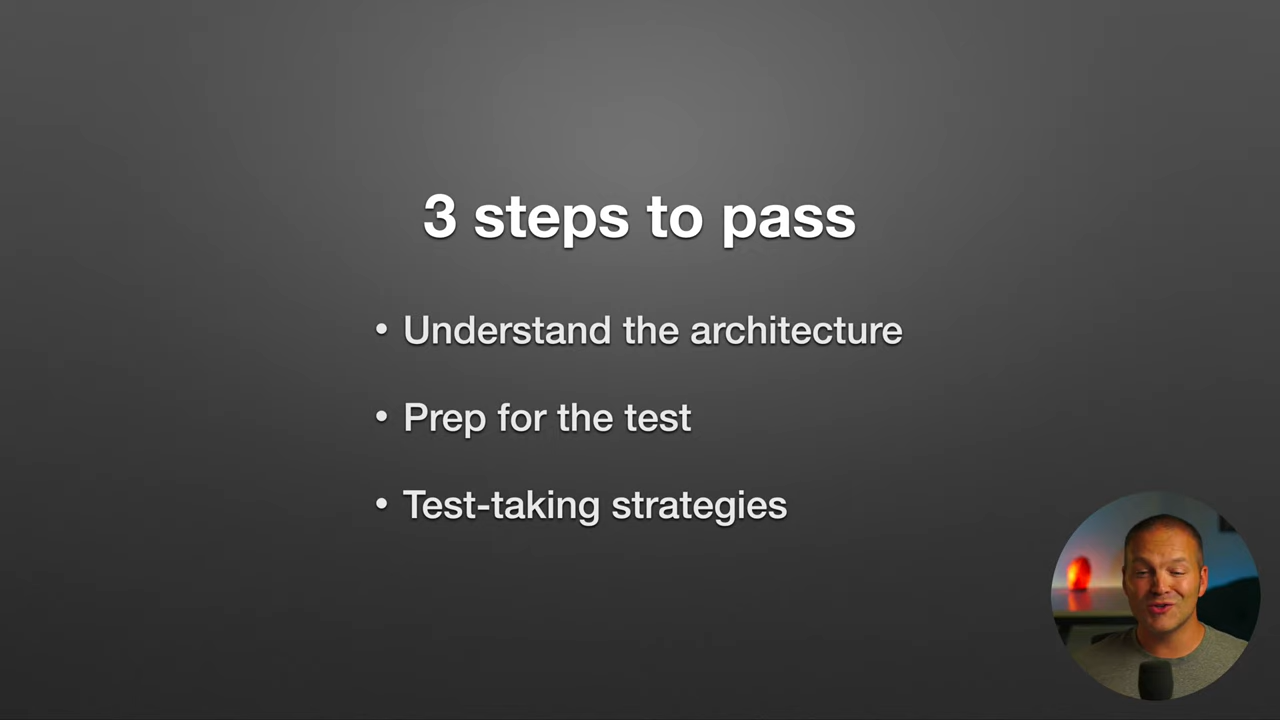 3 steps to pass
• Understand the architecture
• Prep for the test
• Test-taking strategies